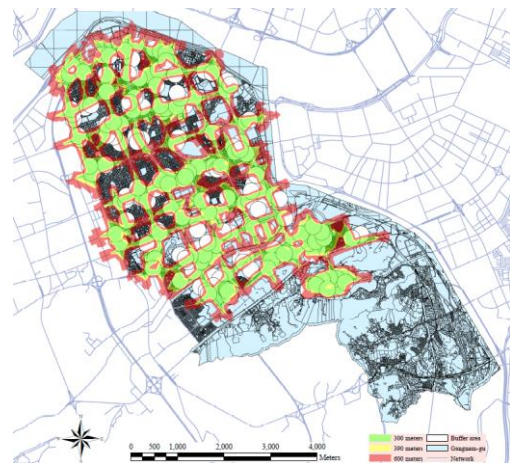 300 meters Buffer area
390 meters Gangnam-gu
600 meters Network
0 500 1,000 2,000 3,000 4,000
Meters